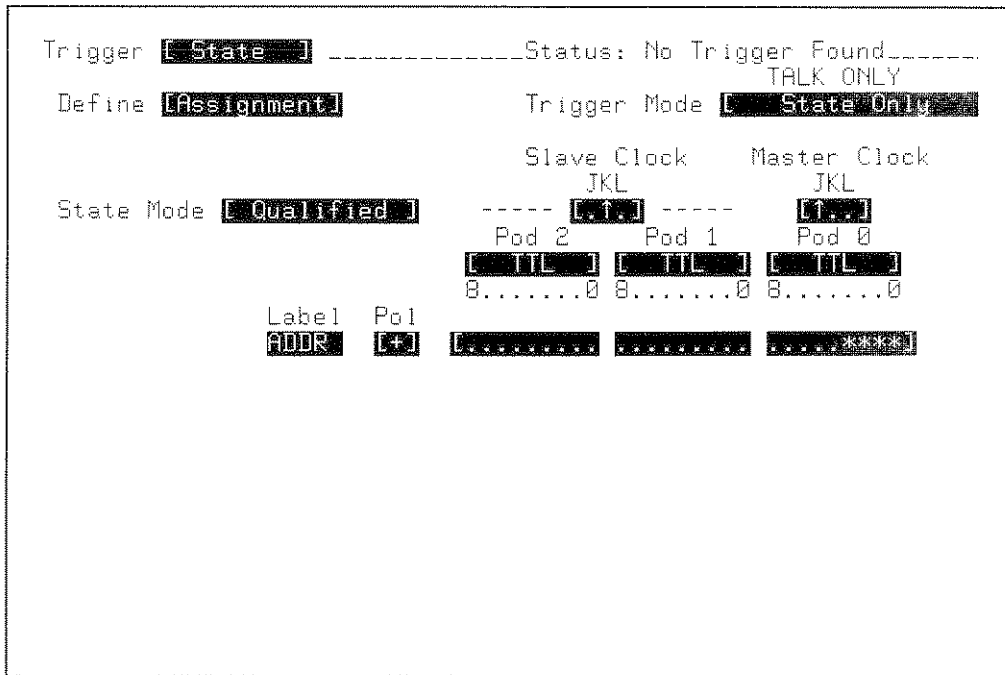 Trigger [ State ] _____________Status: No Trigger Found______
TALK ONLY
Define [Assignment] Trigger Mode [ State Only
Slave Clock Master Clock
JKL JKL
State Mode [ Qualified ] ----- [.↑.] ----- [↑..]
Pod 2 Pod 1 Pod 0
[ TTL ] [ TTL ] [ TTL ]
8.......0 8.......0 8.......0
Label Pol
ADDR [+] [......... ......... .....****]